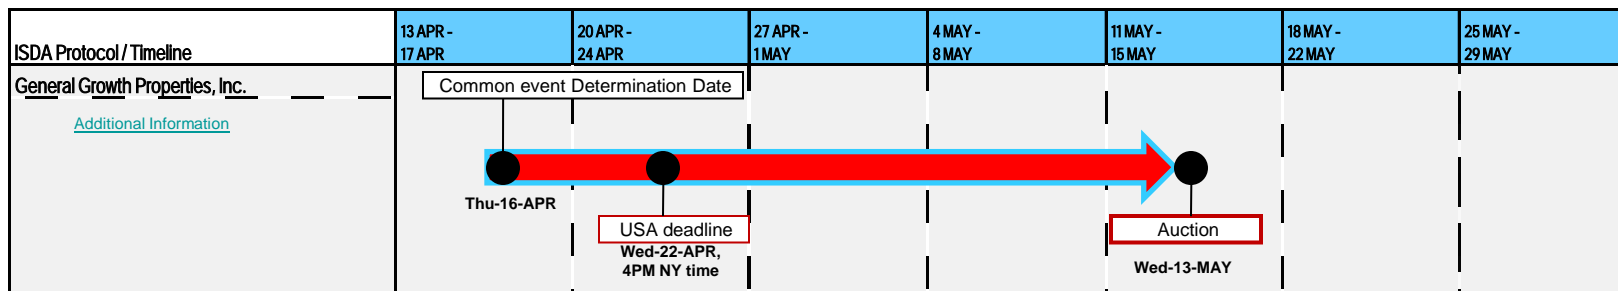 ISDA Protocol / Timeline
13 APR -
17 APR
20 APR -
24 APR
27 APR -
1 MAY
4 MAY -
8 MAY
11 MAY -
15 MAY
18 MAY -
22 MAY
25 MAY -
29 MAY
General Growth Properties, Inc.
Common event Determination Date
Additional Information
Thu-16-APR
USA deadline
Wed-22-APR,
4PM NY time
Auction
Wed-13-MAY